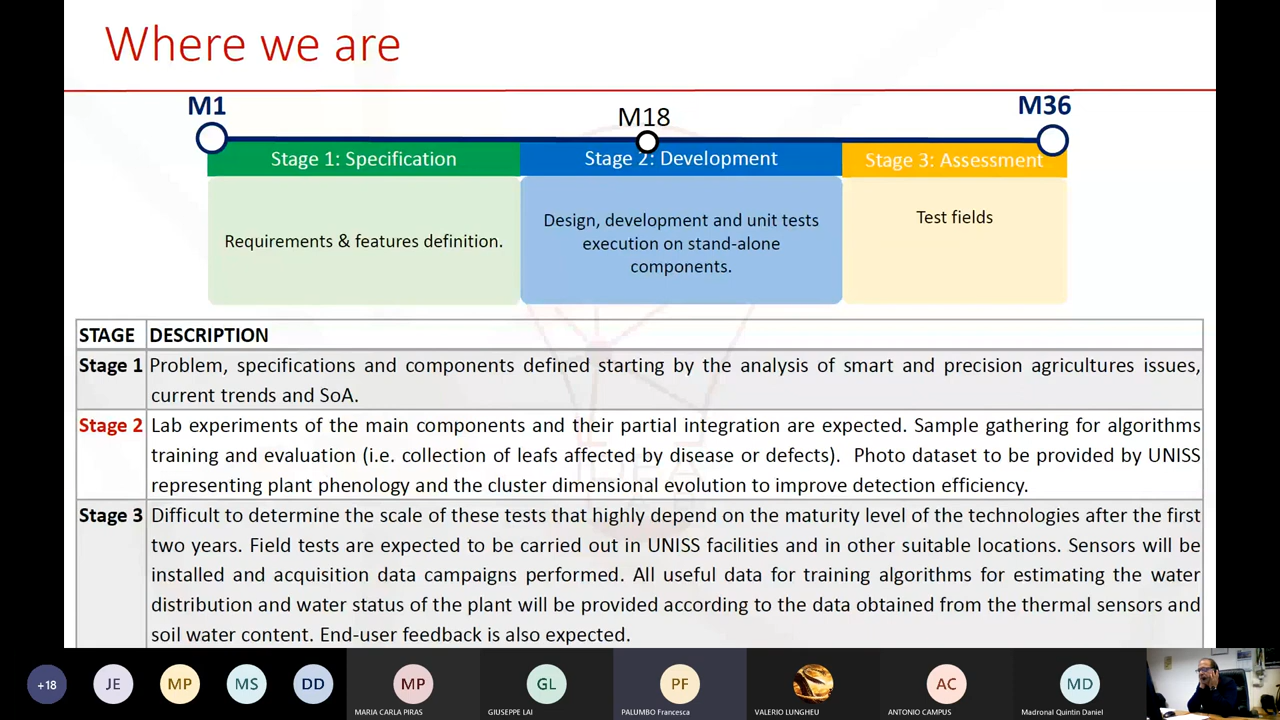 Where we are
M1
M18
M36
Stage 1: Specification
Stage 2: Development
Stage 3: Assessment
Requirements & features definition.
Design, development and unit tests
execution on stand-alone
components.
Test fields
STAGE DESCRIPTION
Stage 1 Problem, specifications and components defined starting by the analysis of smart and precision agricultures issues,
current trends and SoA.
Stage 2 Lab experiments of the main components and their partial integration are expected. Sample gathering for algorithms
training and evaluation (i.e. collection of leafs affected by disease or defects). Photo dataset to be provided by UNISS
representing plant phenology and the cluster dimensional evolution to improve detection efficiency.
Stage 3 Difficult to determine the scale of these tests that highly depend on the maturity level of the technologies after the first
two years. Field tests are expected to be carried out in UNISS facilities and in other suitable locations. Sensors will be
installed and acquisition data campaigns performed. All useful data for training algorithms for estimating the water
distribution and water status of the plant will be provided according to the data obtained from the thermal sensors and
soil water content. End-user feedback is also expected.
IDEA
+18
JE
MP
MS
DD
MP
GL
PF
AC
MD
MARIA CARLA PIRAS
GIUSEPPE LAI
PALUMBO Francesca
VALERIO LUNGHEU
ANTONIO CAMPUS
Madronal Quintin Daniel